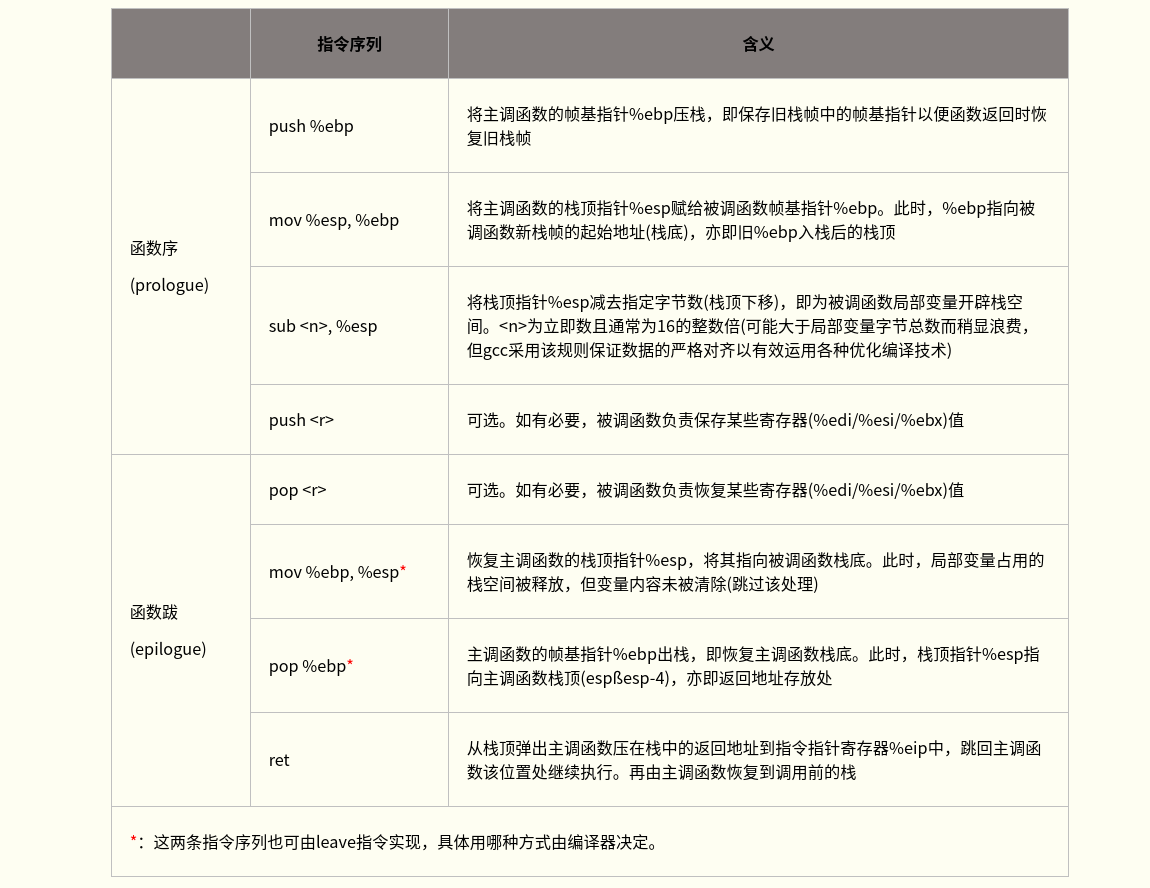 指令序列
含义
函数序
(prologue)
push %ebp
将主调函数的帧基指针%ebp压栈，即保存旧栈帧中的帧基指针以便函数返回时恢
复旧栈帧
mov %esp, %ebp
将主调函数的栈顶指针%esp赋给被调函数帧基指针%ebp。此时，%ebp指向被
调函数新栈帧的起始地址(栈底)，亦即旧%ebp入栈后的栈顶
sub <n>, %esp
将栈顶指针%esp减去指定字节数(栈顶下移)，即为被调函数局部变量开辟栈空
间。<n>为立即数且通常为16的整数倍(可能大于局部变量字节总数而稍显浪费，
但gcc采用该规则保证数据的严格对齐以有效运用各种优化编译技术)
push <r>
可选。如有必要，被调函数负责保存某些寄存器(%edi/%esi/%ebx)值
函数跋
(epilogue)
pop <r>
可选。如有必要，被调函数负责恢复某些寄存器(%edi/%esi/%ebx)值
mov %ebp, %esp*
恢复主调函数的栈顶指针%esp，将其指向被调函数栈底。此时，局部变量占用的
栈空间被释放，但变量内容未被清除(跳过该处理)
pop %ebp*
主调函数的帧基指针%ebp出栈，即恢复主调函数栈底。此时，栈顶指针%esp指
向主调函数栈顶(espßesp-4)，亦即返回地址存放处
ret
从栈顶弹出主调函数压在栈中的返回地址到指令指针寄存器%eip中，跳回主调函
数该位置处继续执行。再由主调函数恢复到调用前的栈
*：这两条指令序列也可由leave指令实现，具体用哪种方式由编译器决定。